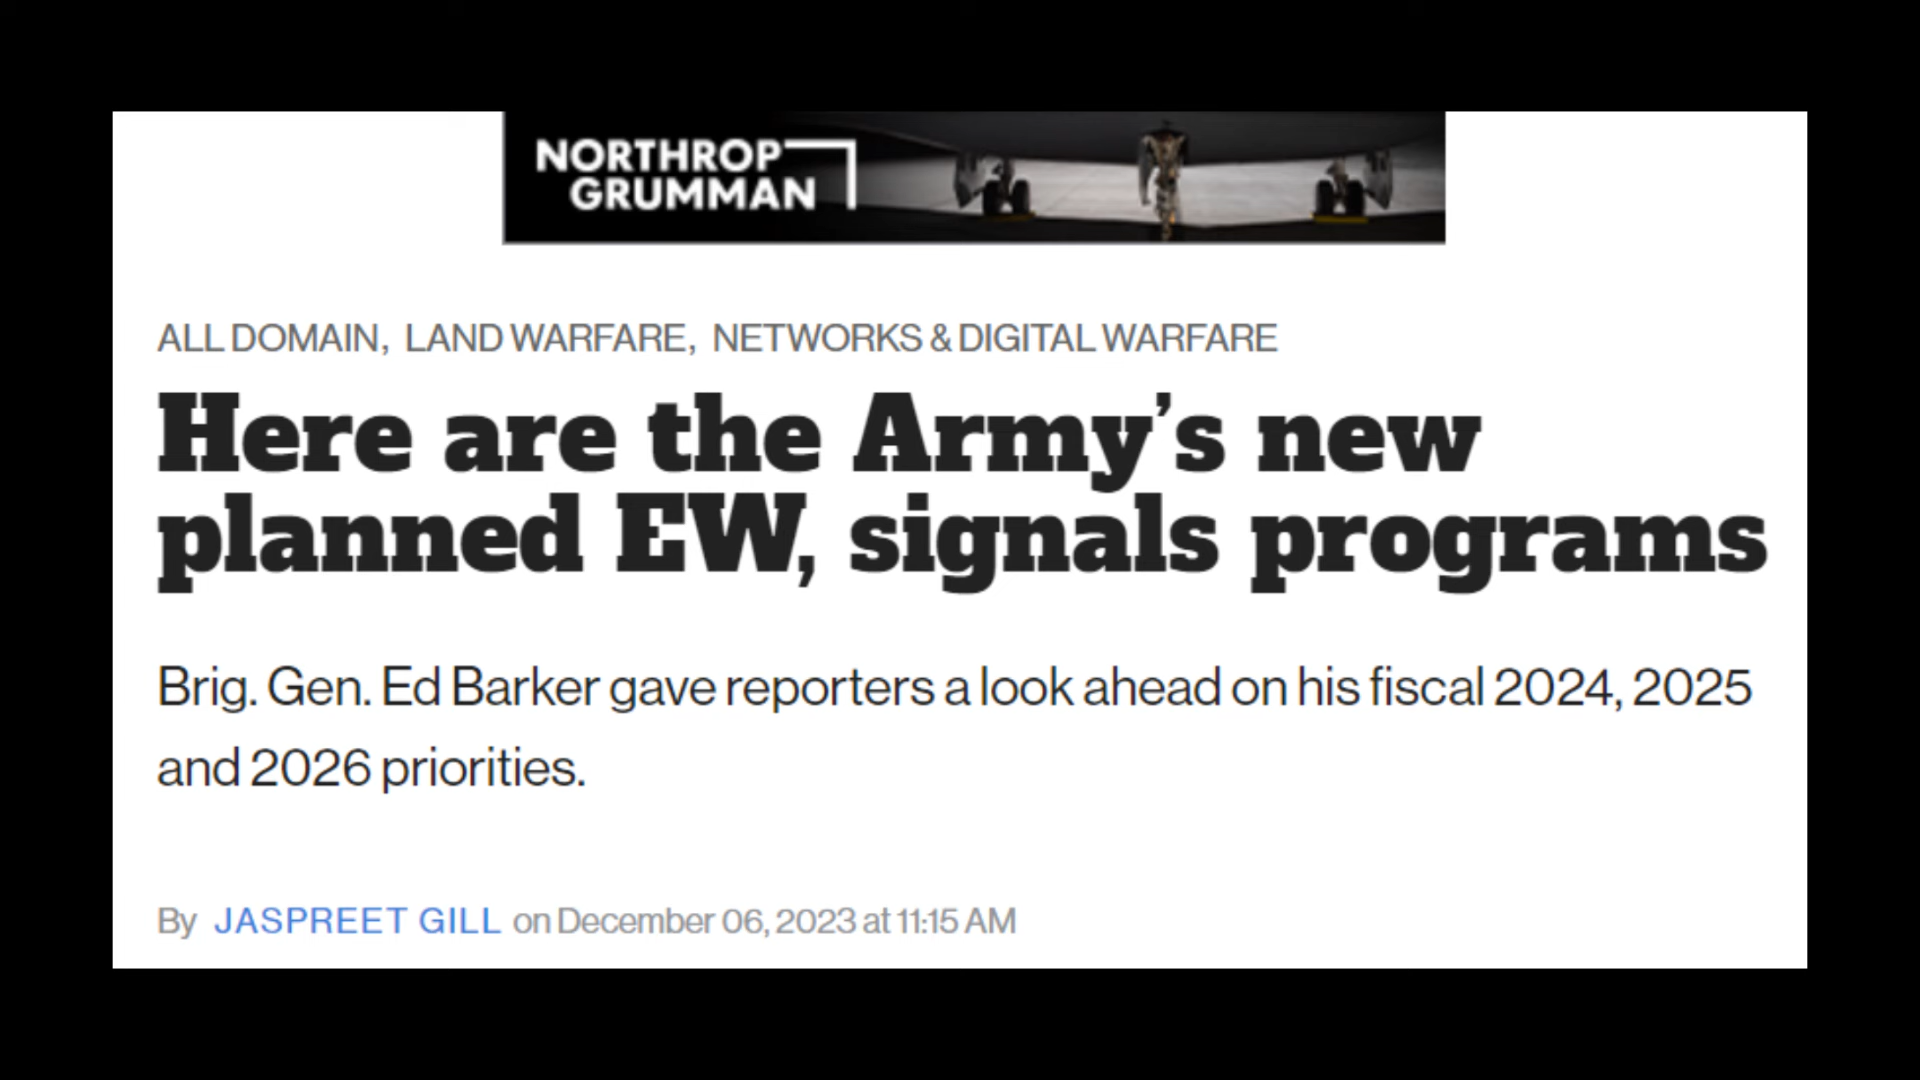 NORTHROP
GRUMMAN
ALL DOMAIN, LAND WARFARE, NETWORKS & DIGITAL WARFARE
Here are the Army’s new
planned EW, signals programs
Brig. Gen. Ed Barker gave reporters a look ahead on his fiscal 2024, 2025
and 2026 priorities.
By JASPREET GILL on December 06, 2023 at 11:15 AM